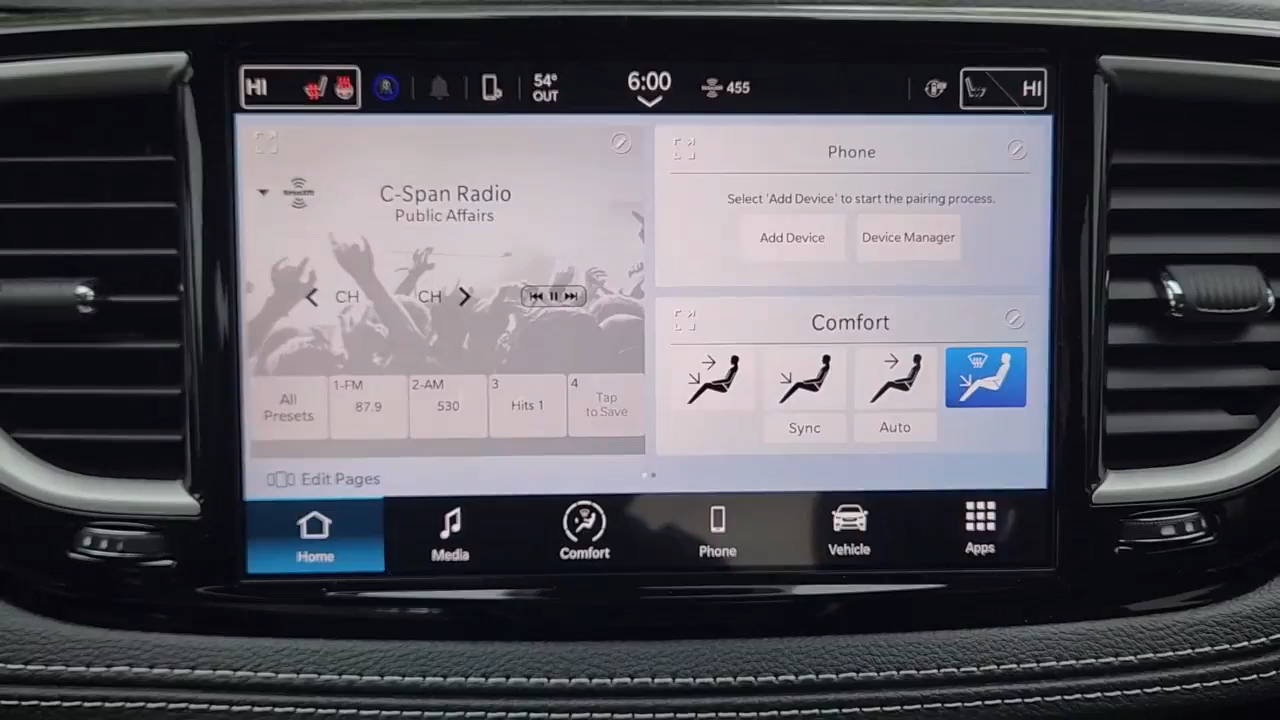 HI
54°
OUT
6:00
455
HI
C-Span Radio
Public Affairs
CH
CH
All
Presets
1-FM
87.9
2-AM
530
3
Hits 1
4
Tap
to Save
Edit Pages
Phone
Select 'Add Device' to start the pairing process.
Add Device
Device Manager
Comfort
Sync
Auto
Home
Media
Comfort
Phone
Vehicle
Apps